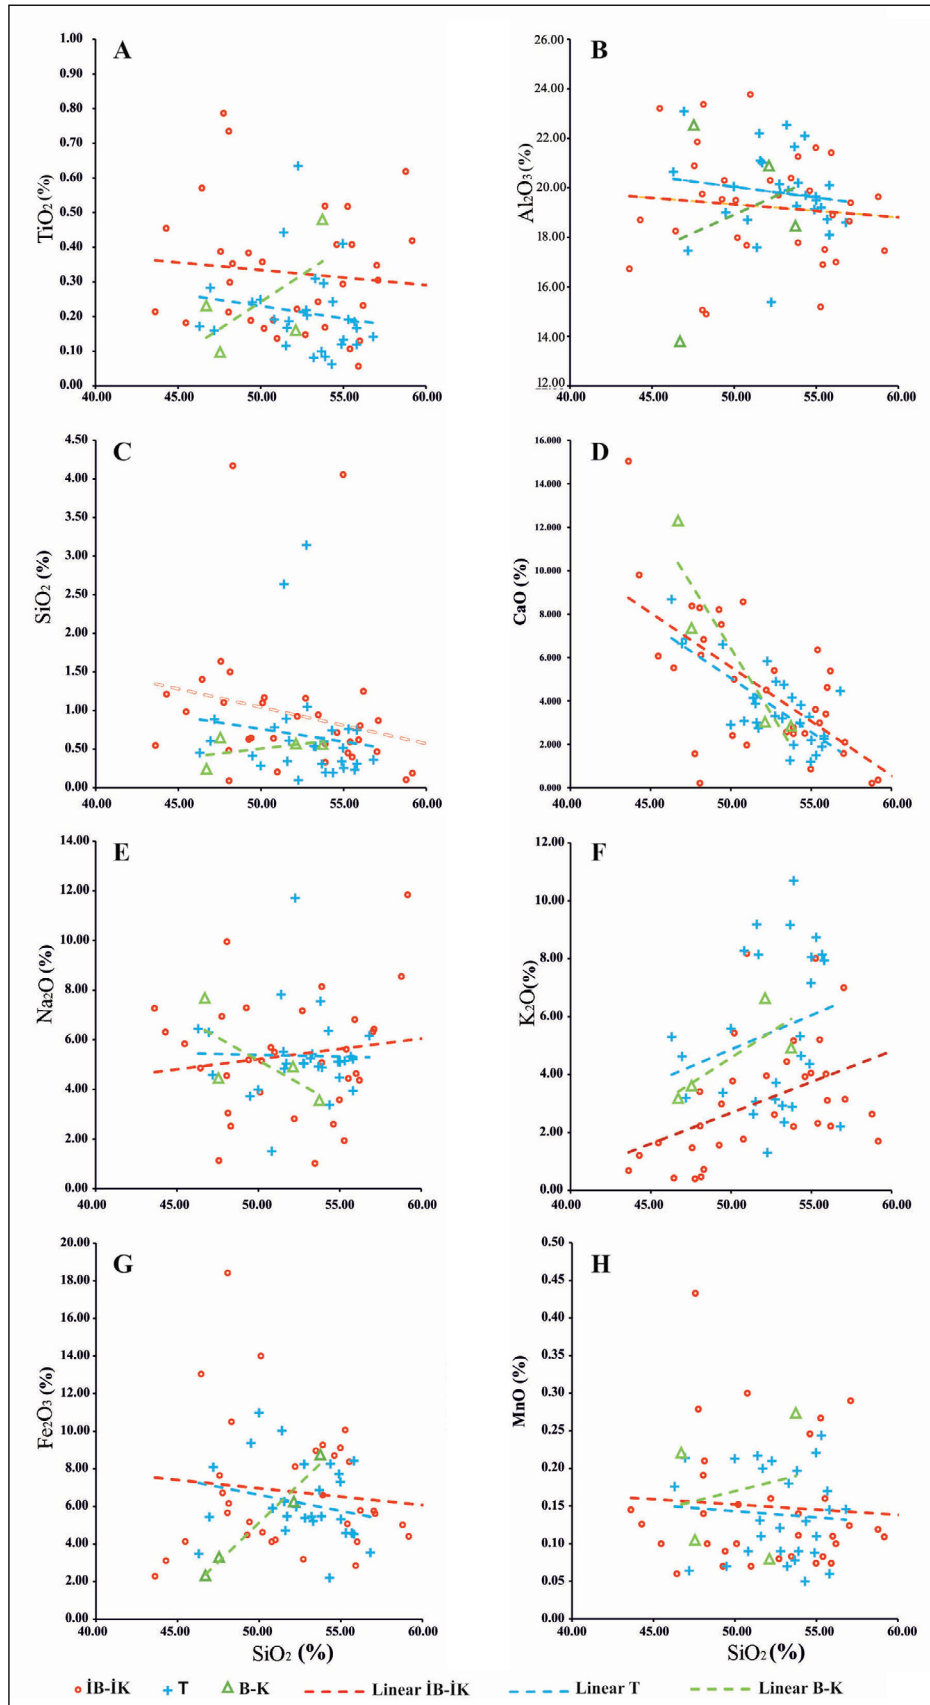 A
TiO2 (%)
1.00
0.90
0.80
0.70
0.60
0.50
0.40
0.30
0.20
0.10
0.00
40.00 45.00 50.00 55.00 60.00
B
Al2O3 (%)
26.00
24.00
22.00
20.00
18.00
16.00
14.00
12.00
40.00 45.00 50.00 55.00 60.00
C
SiO2 (%)
4.50
4.00
3.50
3.00
2.50
2.00
1.50
1.00
0.50
0.00
40.00 45.00 50.00 55.00 60.00
D
CaO (%)
16.000
14.000
12.000
10.000
8.000
6.000
4.000
2.000
0.000
40.00 45.00 50.00 55.00 60.00
E
Na2O (%)
14.00
12.00
10.00
8.00
6.00
4.00
2.00
0.00
40.00 45.00 50.00 55.00 60.00
F
K2O(%)
12.00
10.00
8.00
6.00
4.00
2.00
0.00
40.00 45.00 50.00 55.00 60.00
G
Fe2O3 (%)
20.00
18.00
16.00
14.00
12.00
10.00
8.00
6.00
4.00
2.00
0.00
40.00 45.00 50.00 55.00 60.00
SiO2 (%)
H
MnO (%)
0.50
0.45
0.40
0.35
0.30
0.25
0.20
0.15
0.10
0.05
0.00
40.00 45.00 50.00 55.00 60.00
SiO2 (%)
İB-İK T B-K Linear İB-İK Linear T Linear B-K